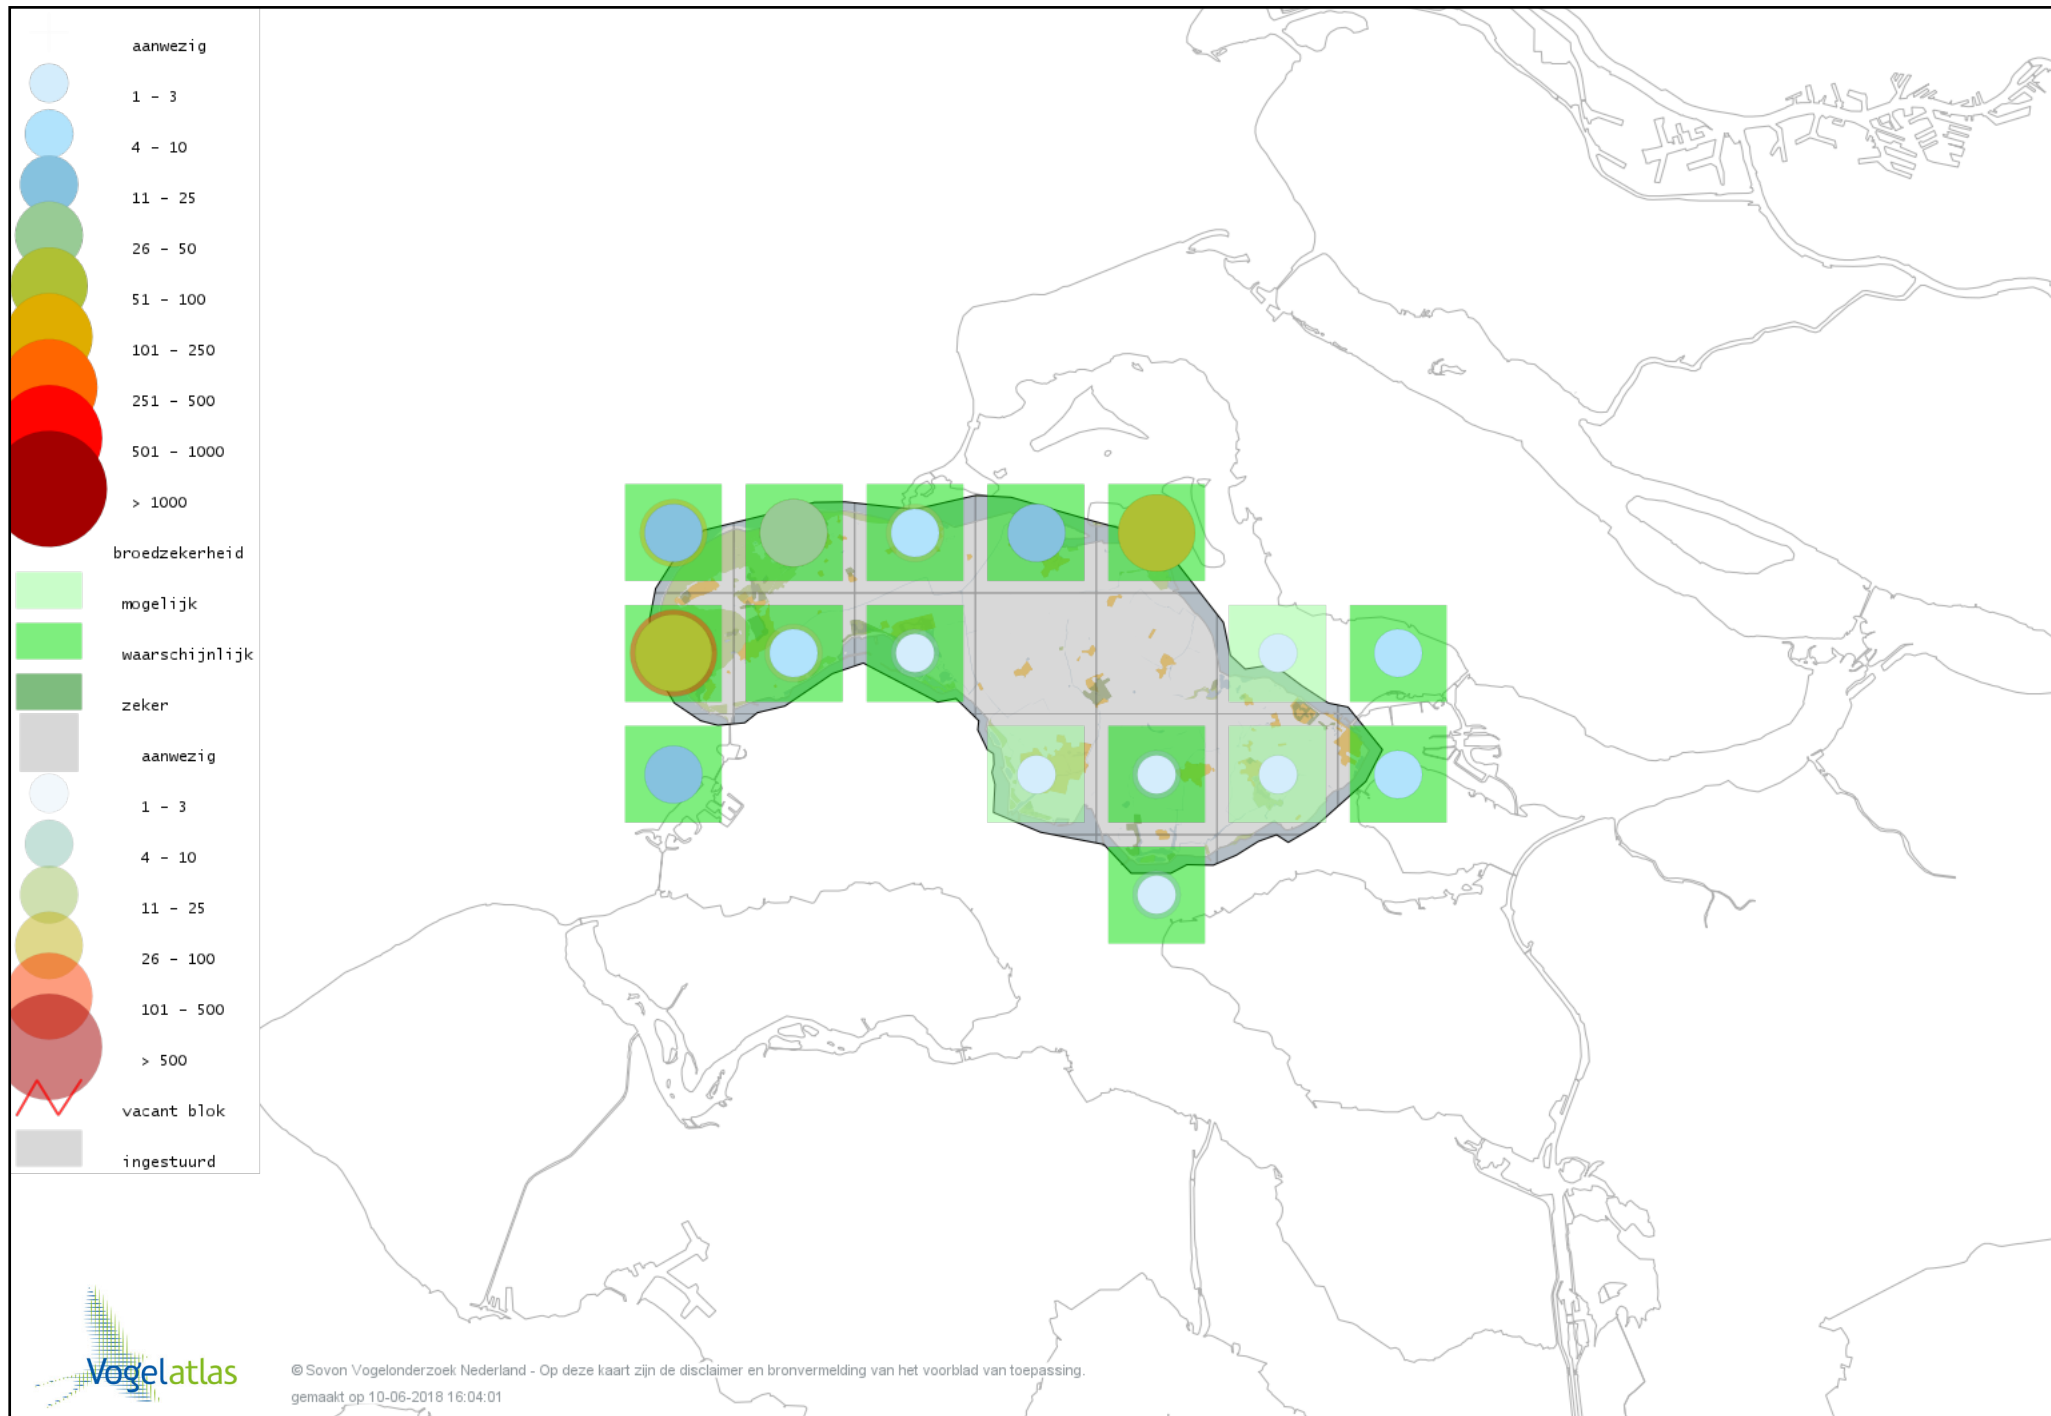 aanwezig
1 - 3
4 - 10
11 - 25
26 - 50
51 - 100
101 - 250
251 - 500
501 - 1000
> 1000
broedzekerheid
mogelijk
waarschijnlijk
zeker
aanwezig
1 - 3
4 - 10
11 - 25
26 - 100
101 - 500
> 500
vacant blok
ingestuurd
Vogelatlas
© Sovon Vogelonderzoek Nederland - Op deze kaart zijn de disclaimer en bronvermelding van het voorblad van toepassing.
gemaakt op 10-06-2018 16:04:01